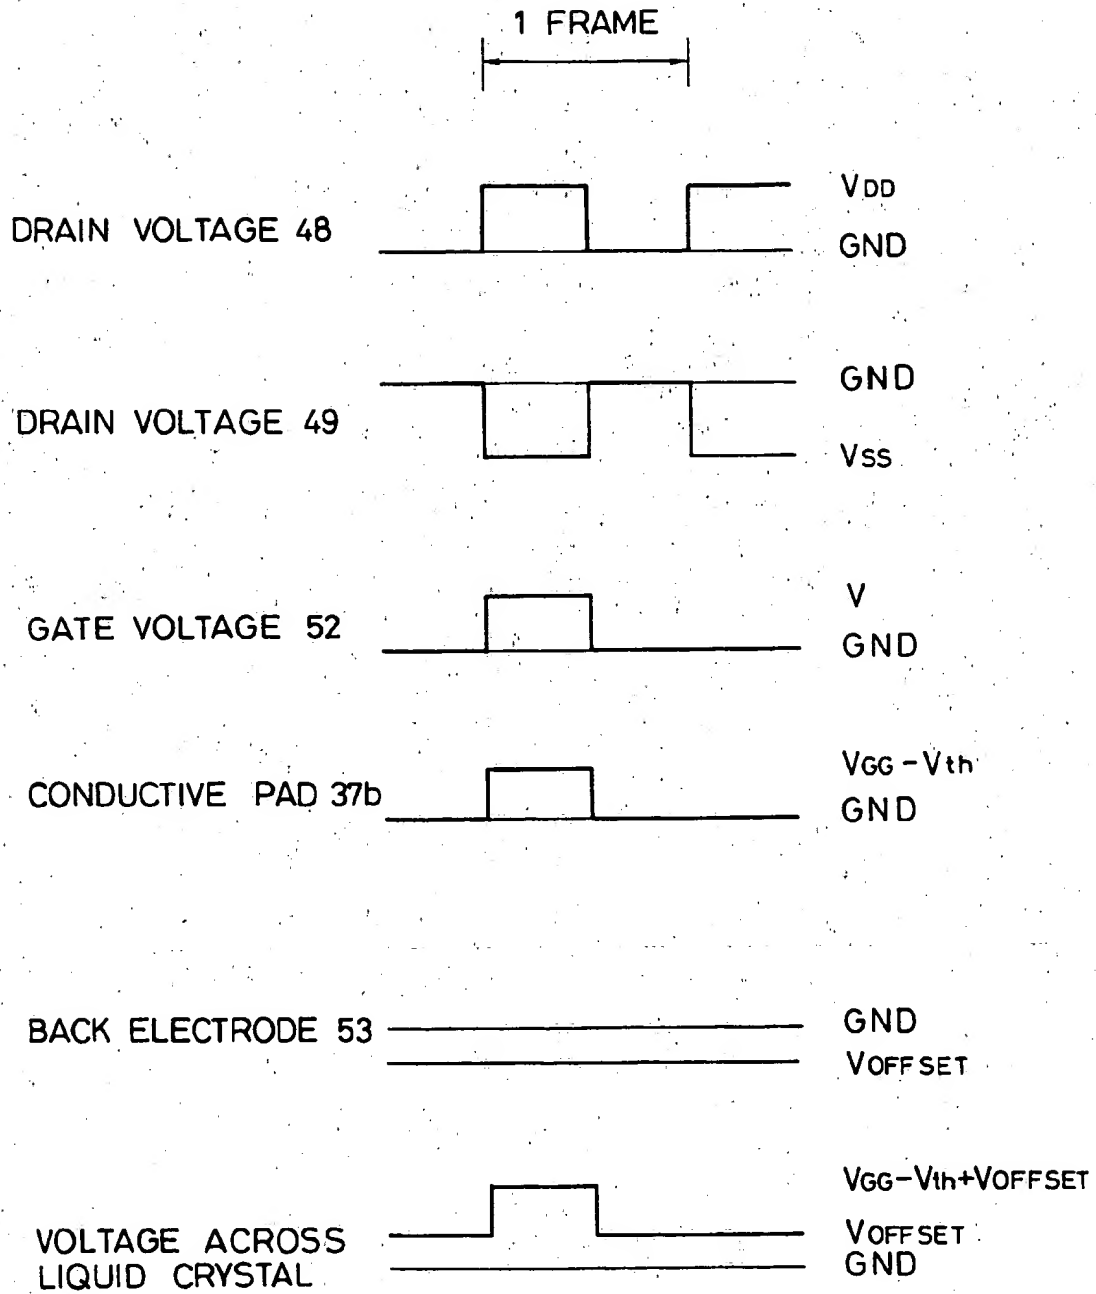 1 FRAME
VDD
DRAIN VOLTAGE 48
GND
GND
DRAIN VOLTAGE 49
VSS
V
GATE VOLTAGE 52
GND
VGG-Vth
CONDUCTIVE PAD 37b
GND
GND
BACK ELECTRODE 53
VOFFSET
VGG-Vth+VOFFSET
VOLTAGE ACROSS
VOFFSET
LIQUID CRYSTAL
GND